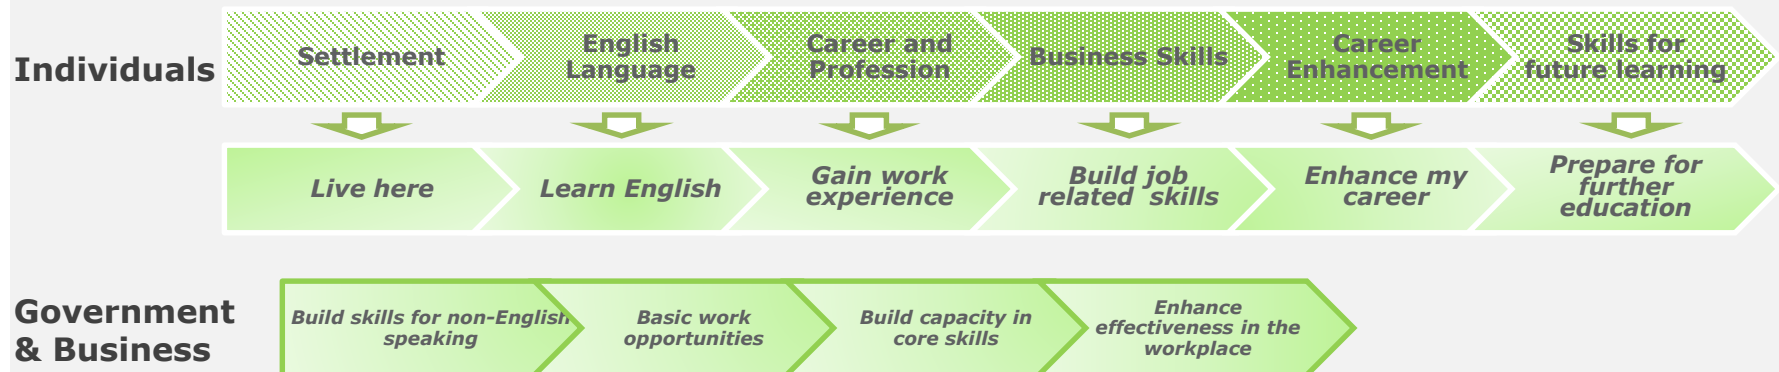 Individuals
Settlement
English
Language
Career and
Profession
Business Skills
Career
Enhancement
Skills for
future learning
Live here
Learn English
Gain work
experience
Build job
related  skills
Enhance my
career
Prepare for
further
education
Government
& Business
Build skills for non-English
speaking
Basic work
opportunities
Build capacity in
core skills
Enhance
effectiveness in the
workplace